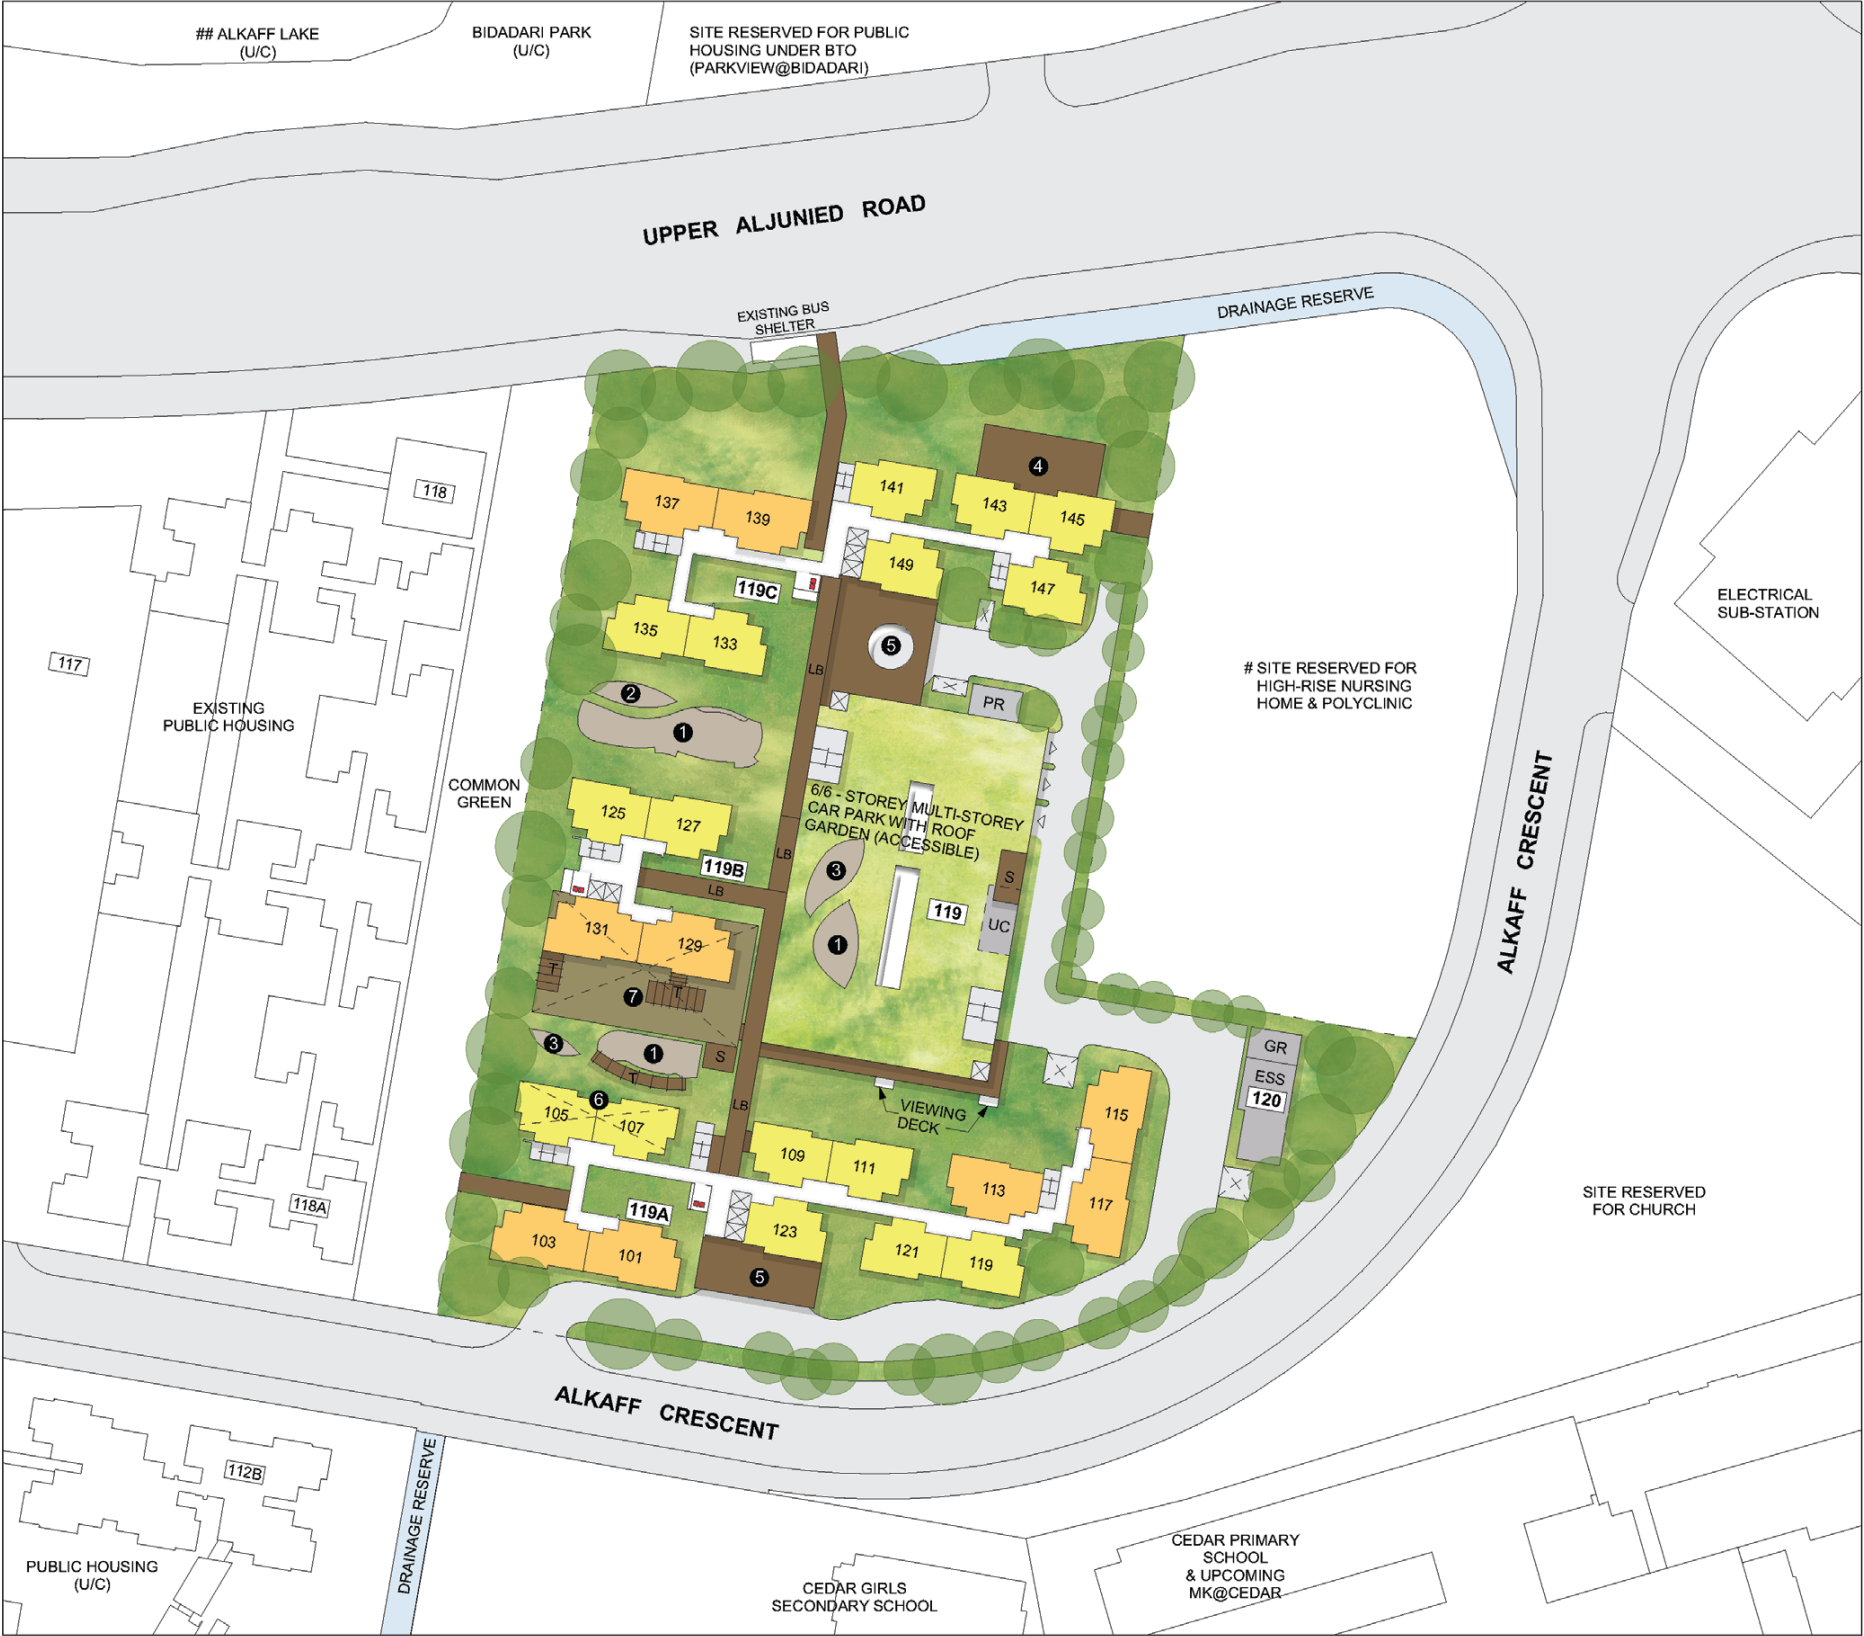 ## ALKAFF LAKE
(U/C)
BIDADARI PARK
(U/C)
SITE RESERVED FOR PUBLIC
HOUSING UNDER BTO
(PARKVIEW@BIDADARI)
UPPER ALJUNIED ROAD
DRAINAGE RESERVE
EXISTING BUS
SHELTER
118
117
EXISTING
PUBLIC HOUSING
COMMON
GREEN
118A
4
137
139
141
143
145
149
147
119C
135
133
5
LB
PR
2
1
# SITE RESERVED FOR
HIGH-RISE NURSING
HOME & POLYCLINIC
ELECTRICAL
SUB-STATION
ALKAFF CRESCENT
6/6 - STOREY MULTI-STOREY
CAR PARK WITH ROOF
GARDEN (ACCESSIBLE)
125
127
119B
LB
LB
3
1
119
S
UC
131
129
T
T
7
3
1
S
T
6
105
107
LB
VIEWING
DECK
109
111
113
115
117
GR
ESS
120
119A
103
101
123
121
119
5
SITE RESERVED
FOR CHURCH
ALKAFF CRESCENT
112B
PUBLIC HOUSING
(U/C)
DRAINAGE RESERVE
CEDAR GIRLS
SECONDARY SCHOOL
CEDAR PRIMARY
SCHOOL
& UPCOMING
MK@CEDAR